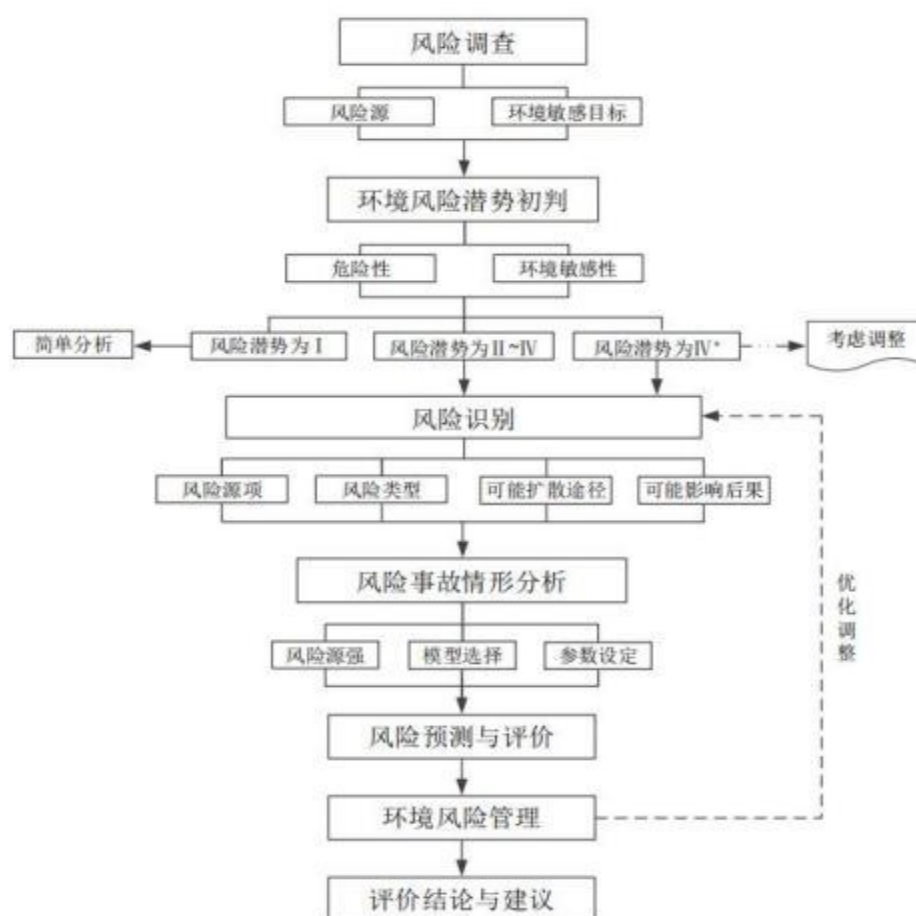 风险调查
风险源
环境敏感目标
环境风险潜势初判
危险性
环境敏感性
简单分析
风险潜势为Ⅰ
风险潜势为Ⅱ~Ⅳ
风险潜势为Ⅳ+
考虑调整
风险识别
风险源项
风险类型
可能扩散途径
可能影响后果
风险事故情形分析
优化调整
风险源强
模型选择
参数设定
风险预测与评价
环境风险管理
评价结论与建议